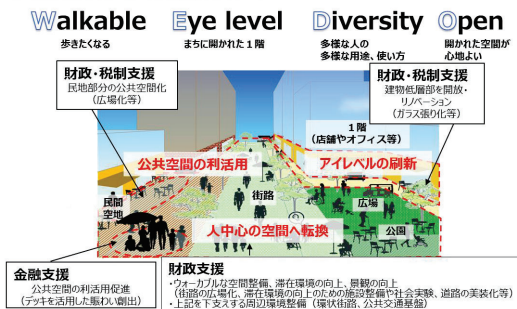 Walkable Eye level Diversity Open
歩きたくなる
まちに開かれた1階
多様な人の
多様な用途、使い方
開かれた空間が
心地よい
財政・税制支援
民地部分の公共空間化
（広場化等）
財政・税制支援
建物低層部を開放・
リノベーション
（ガラス張り化等）
1階
（店舗やオフィス等）
公共空間の利活用
アイレベルの刷新
民間
空地
街路
広場
公園
人中心の空間へ転換
金融支援
公共空間の利活用促進
（デッキを活用した賑わい創出）
財政支援
・ウォーカブルな空間整備、滞在環境の向上、景観の向上
（街路の広場化、滞在環境の向上のための施設整備や社会実験、道路の美装化等）
・上記を下支えする周辺環境整備（環状街路、公共交通基盤）